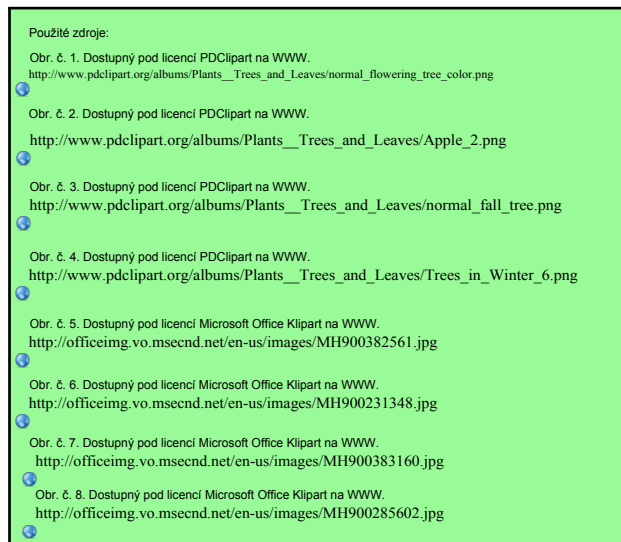 Použité zdroje:
Obr. č. 1. Dostupný pod licencí PDClipart na WWW.
http://www.pdclipart.org/albums/Plants__Trees_and_Leaves/normal_flowering_tree_color.png
Obr. č. 2. Dostupný pod licencí PDClipart na WWW.
http://www.pdclipart.org/albums/Plants__Trees_and_Leaves/Apple_2.png
Obr. č. 3. Dostupný pod licencí PDClipart na WWW.
http://www.pdclipart.org/albums/Plants__Trees_and_Leaves/normal_fall_tree.png
Obr. č. 4. Dostupný pod licencí PDClipart na WWW.
http://www.pdclipart.org/albums/Plants__Trees_and_Leaves/Trees_in_Winter_6.png
Obr. č. 5. Dostupný pod licencí Microsoft Office Klipart na WWW.
http://officeimg.vo.msecnd.net/en-us/images/MH900382561.jpg
Obr. č. 6. Dostupný pod licencí Microsoft Office Klipart na WWW.
http://officeimg.vo.msecnd.net/en-us/images/MH900231348.jpg
Obr. č. 7. Dostupný pod licencí Microsoft Office Klipart na WWW.
http://officeimg.vo.msecnd.net/en-us/images/MH900383160.jpg
Obr. č. 8. Dostupný pod licencí Microsoft Office Klipart na WWW.
http://officeimg.vo.msecnd.net/en-us/images/MH900285602.jpg